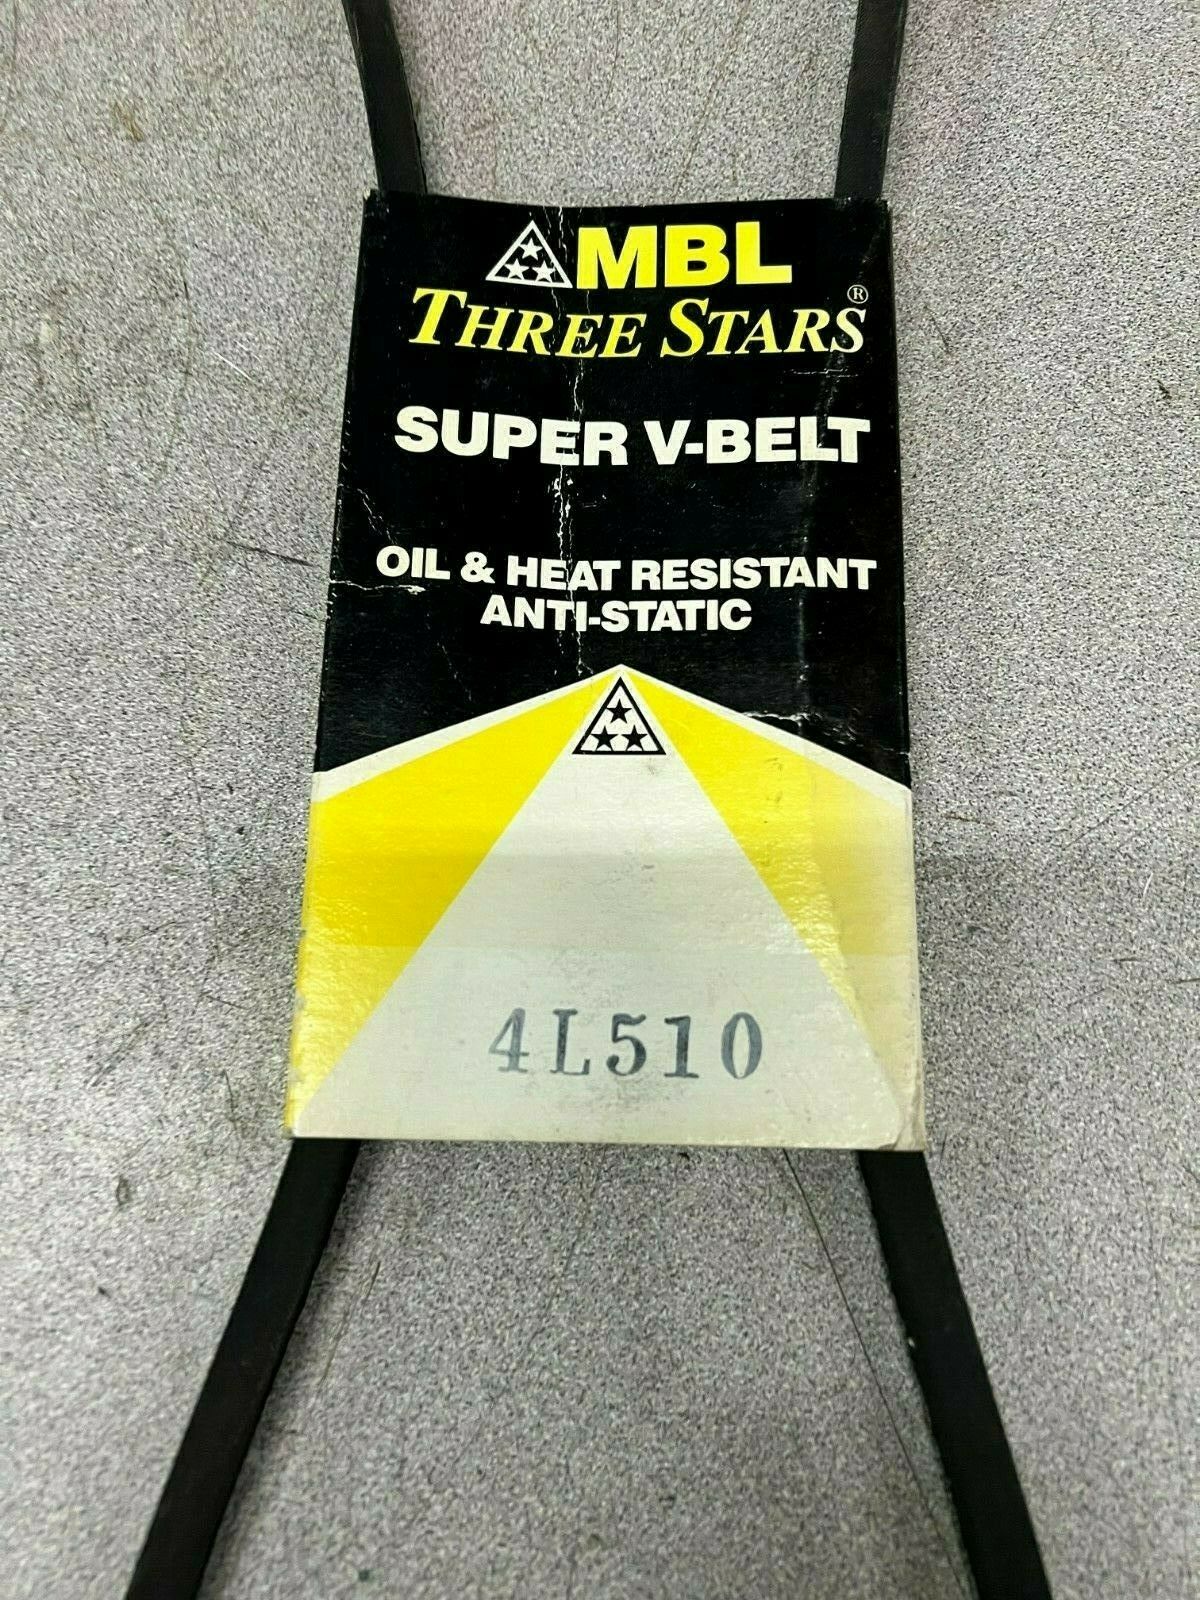 MBL
THREE STARS®
SUPER V-BELT
OIL & HEAT RESISTANT
ANTI-STATIC
4L510